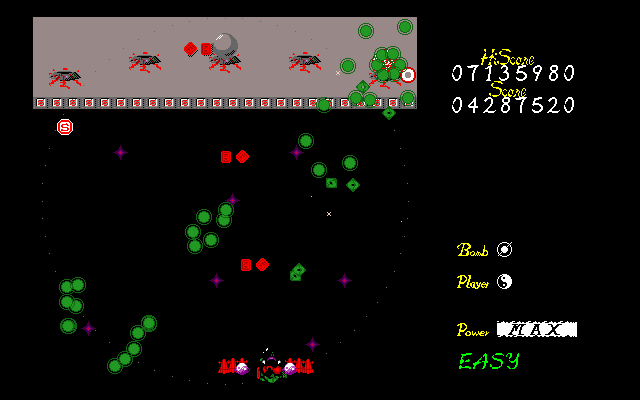 HiScore
07135980
Score
04287520
S
Bomb
Player
Power MAX
EASY